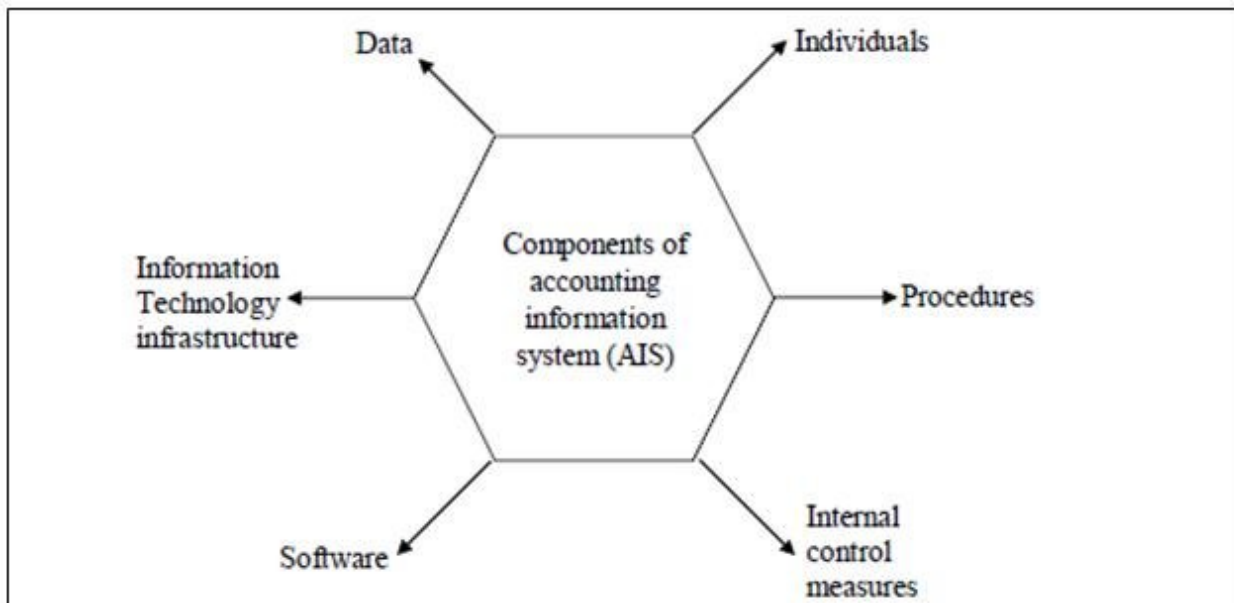 Data
Individuals
Components of
accounting
information
system (AIS)
Information
Technology
infrastructure
Procedures
Software
Internal
control
measures